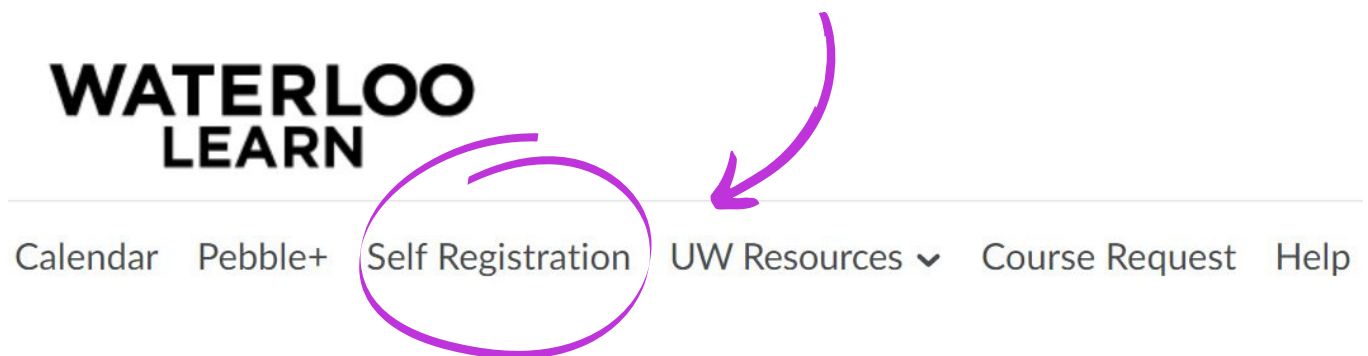 WATERLOO
LEARN
Calendar Pebble+ Self Registration UW Resources Course Request Help